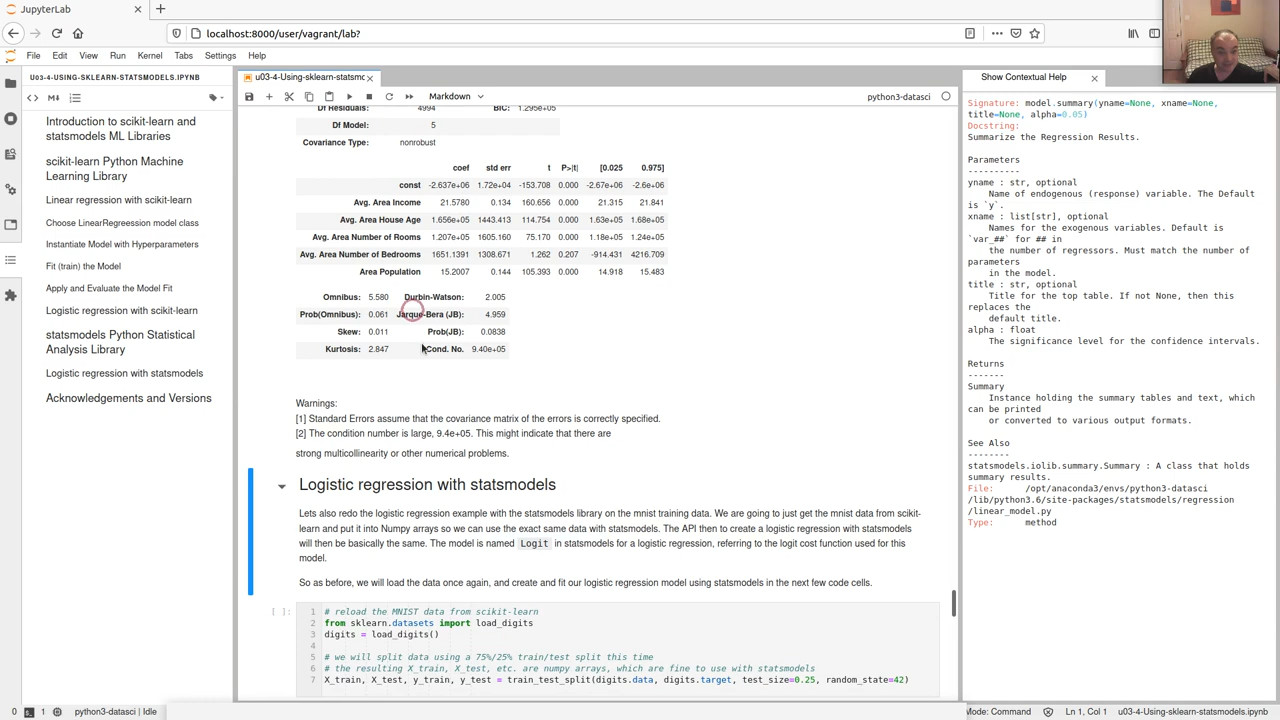 JupyterLab
localhost:8000/user/vagrant/lab?
File Edit View Run Kernel Tabs Settings Help
U03-4-USING-SKLEARN-STATSMODELS.IPYNB
Introduction to scikit-learn and
statsmodels ML Libraries
scikit-learn Python Machine
Learning Library
Linear regression with scikit-learn
Choose LinearRegreession model class
Instantiate Model with Hyperparameters
Fit (train) the Model
Apply and Evaluate the Model Fit
Logistic regression with scikit-learn
statsmodels Python Statistical
Analysis Library
Logistic regression with statsmodels
Acknowledgements and Versions
u03-4-Using-sklearn-statsmo
Markdown
python3-datasci
Df Residuals: 4994 BIC: 1.295e+05
Df Model: 5
Covariance Type: nonrobust
coef std err t P>|t| [0.025 0.975]
const -2.637e+06 1.72e+04 -153.708 0.000 -2.67e+06 -2.6e+06
Avg. Area Income 21.5780 0.134 160.656 0.000 21.315 21.841
Avg. Area House Age 1.656e+05 1443.413 114.754 0.000 1.63e+05 1.68e+05
Avg. Area Number of Rooms 1.207e+05 1605.160 75.170 0.000 1.18e+05 1.24e+05
Avg. Area Number of Bedrooms 1651.1391 1308.671 1.262 0.207 -914.431 4216.709
Area Population 15.2007 0.144 105.393 0.000 14.918 15.483
Omnibus: 5.580 Durbin-Watson: 2.005
Prob(Omnibus): 0.061 Jarque-Bera (JB): 4.959
Skew: 0.011 Prob(JB): 0.0838
Kurtosis: 2.847 Cond. No. 9.40e+05
Warnings:
[1] Standard Errors assume that the covariance matrix of the errors is correctly specified.
[2] The condition number is large, 9.4e+05. This might indicate that there are
strong multicollinearity or other numerical problems.
Logistic regression with statsmodels
Lets also redo the logistic regression example with the statsmodels library on the mnist training data. We are going to just get the mnist data from scikit-
learn and put it into Numpy arrays so we can use the exact same data with statsmodels. The API then to create a logistic regression with statsmodels
will then be basically the same. The model is named Logit in statsmodels for a logistic regression, referring to the logit cost function used for this
model.
So as before, we will load the data once again, and create and fit our logistic regression model using statsmodels in the next few code cells.
[ ]:
1 # reload the MNIST data from scikit-learn
2 from sklearn.datasets import load_digits
3 digits = load_digits()
4
5 # we will split data using a 75%/25% train/test split this time
6 # the resulting X_train, X_test, etc. are numpy arrays, which are fine to use with statsmodels
7 X_train, X_test, y_train, y_test = train_test_split(digits.data, digits.target, test_size=0.25, random_state=42)
Show Contextual Help
Signature: model.summary(yname=None, xname=None,
title=None, alpha=0.05)
Docstring:
Summarize the Regression Results.
Parameters
----------
yname : str, optional
Name of endogenous (response) variable. The Default
is `y`.
xname : list[str], optional
Names for the exogenous variables. Default is
`var_##` for ## in
the number of regressors. Must match the number of
parameters
in the model.
title : str, optional
Title for the top table. If not None, then this
replaces the
default title.
alpha : float
The significance level for the confidence intervals.
Returns
-------
Summary
Instance holding the summary tables and text, which
can be printed
or converted to various output formats.
See Also
--------
statsmodels.iolib.summary.Summary : A class that holds
summary results.
File: /opt/anaconda3/envs/python3-datasci
/lib/python3.6/site-packages/statsmodels/regression
/linear_model.py
Type: method
0 1 python3-datasci | Idle
Mode: Command Ln 1, Col 1 u03-4-Using-sklearn-statsmodels.ipynb